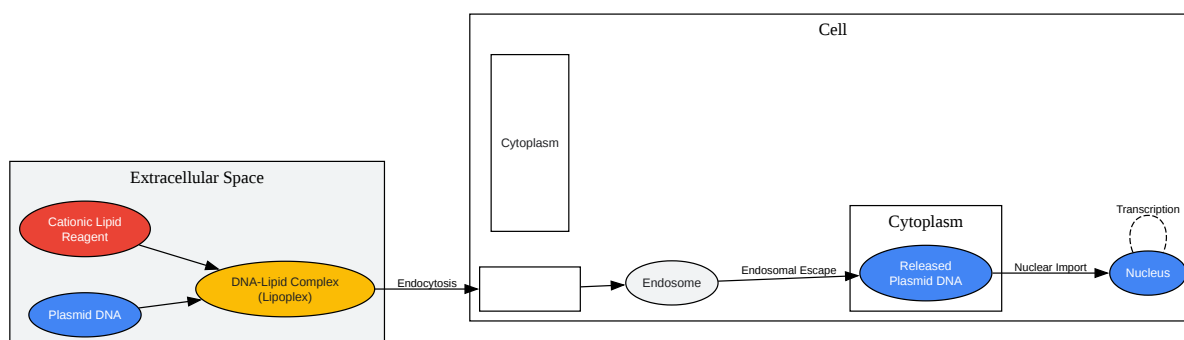 Cell
Cytoplasm
Extracellular Space
Cationic Lipid
Reagent
Plasmid DNA
DNA-Lipid Complex
(Lipoplex)
Endocytosis
Endosome
Endosomal Escape
Cytoplasm
Released
Plasmid DNA
Nuclear Import
Transcription
Nucleus